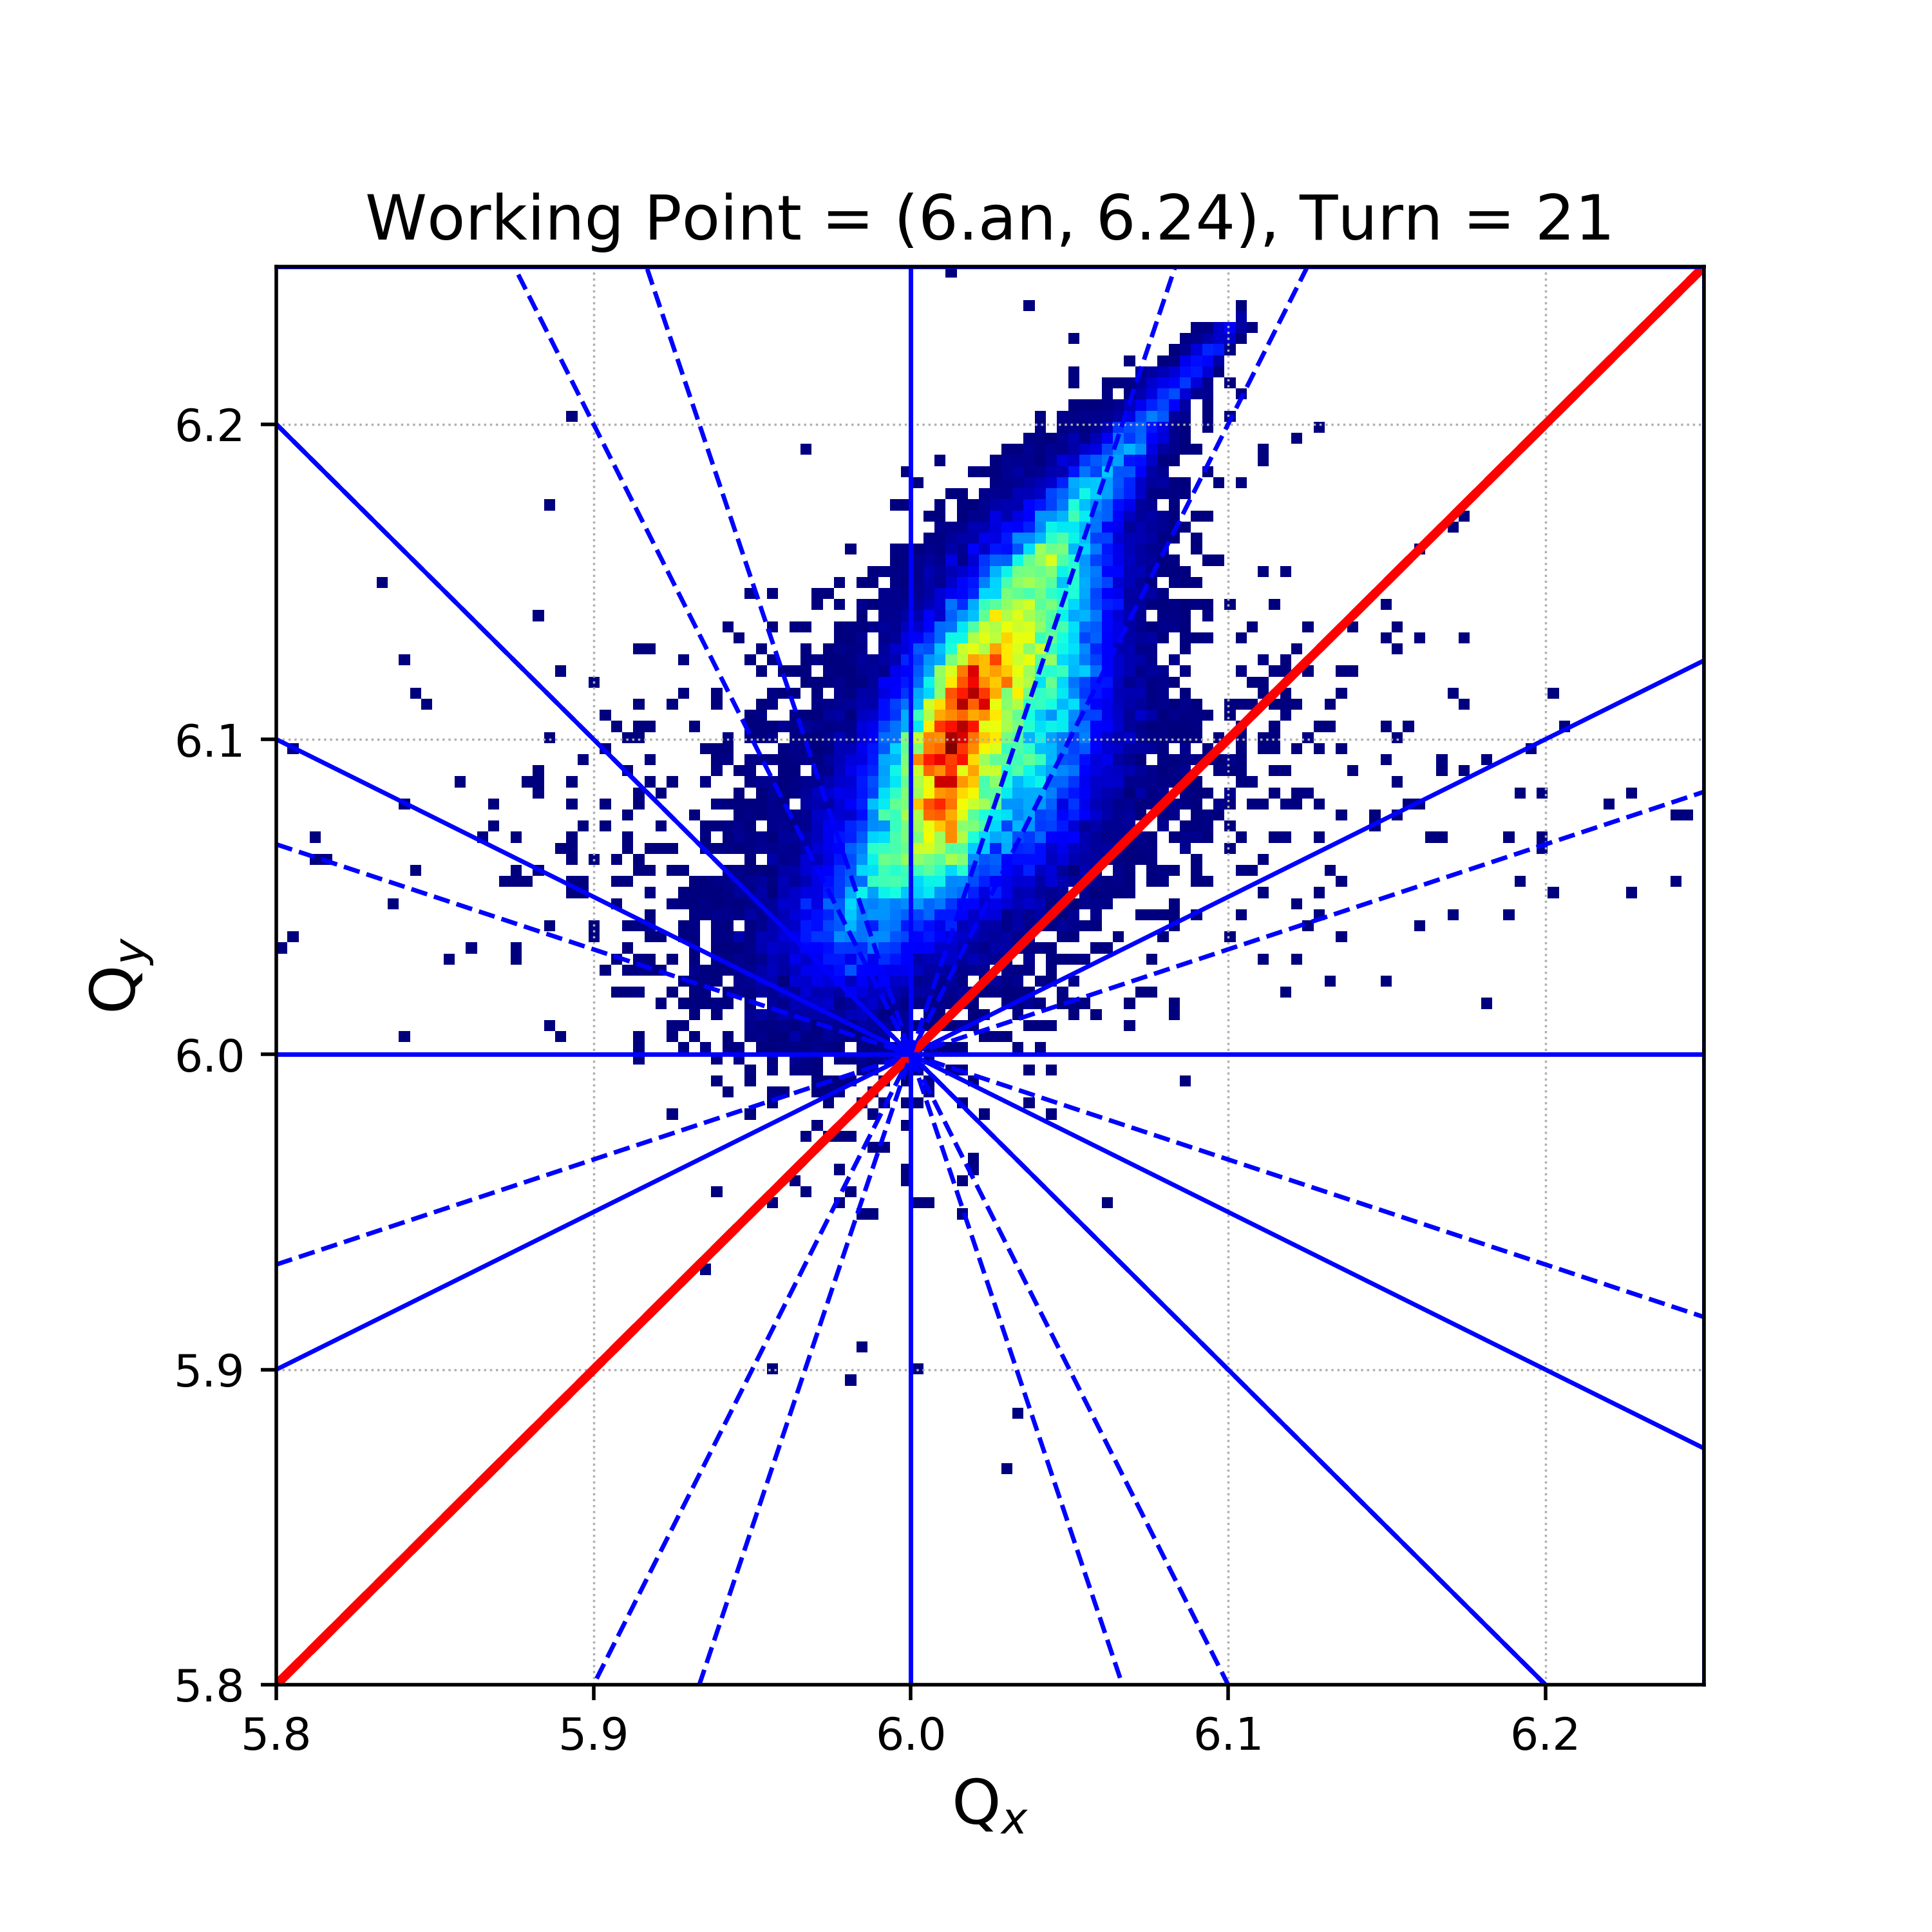 Working Point = (6.an, 6.24), Turn = 21
6.2
6.1
6.0
5.9
5.8
Qy
5.8 5.9 6.0 6.1 6.2
Qx